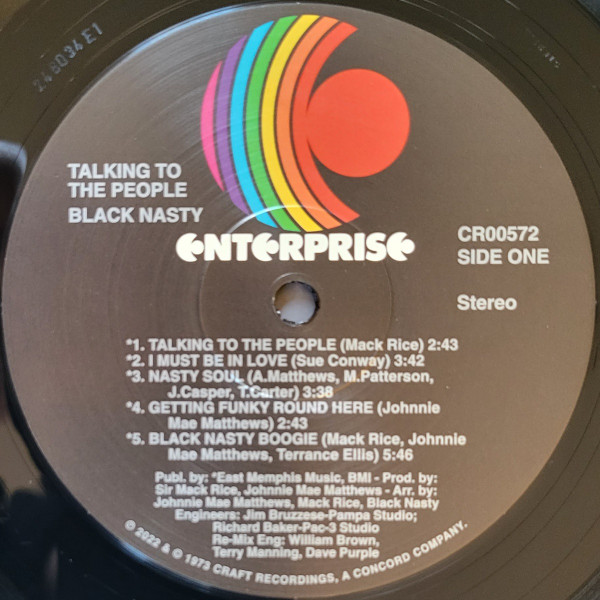 246034E1
TALKING TO
THE PEOPLE
BLACK NASTY
ENTERPRISE
CR00572
SIDE ONE
Stereo
*1. TALKING TO THE PEOPLE (Mack Rice) 2:43
*2. I MUST BE IN LOVE (Sue Conway) 3:42
*3. NASTY SOUL (A.Matthews, M.Patterson,
J.Casper, T.Carter) 3:38
*4. GETTING FUNKY ROUND HERE (Johnnie
Mae Matthews) 2:43
*5. BLACK NASTY BOOGIE (Mack Rice, Johnnie
Mae Matthews, Terrance Ellis) 5:46
Publ. by: *East Memphis Music, BMI - Prod. by:
Sir Mack Rice, Johnnie Mae Matthews - Arr. by:
Johnnie Mae Matthews, Mack Rice, Black Nasty
Engineers: Jim Bruzzese-Pampa Studio;
Richard Baker-Pac-3 Studio
Re-Mix Eng: William Brown,
Terry Manning, Dave Purple
℗ 2022 & © 1973 CRAFT RECORDINGS, A CONCORD COMPANY.